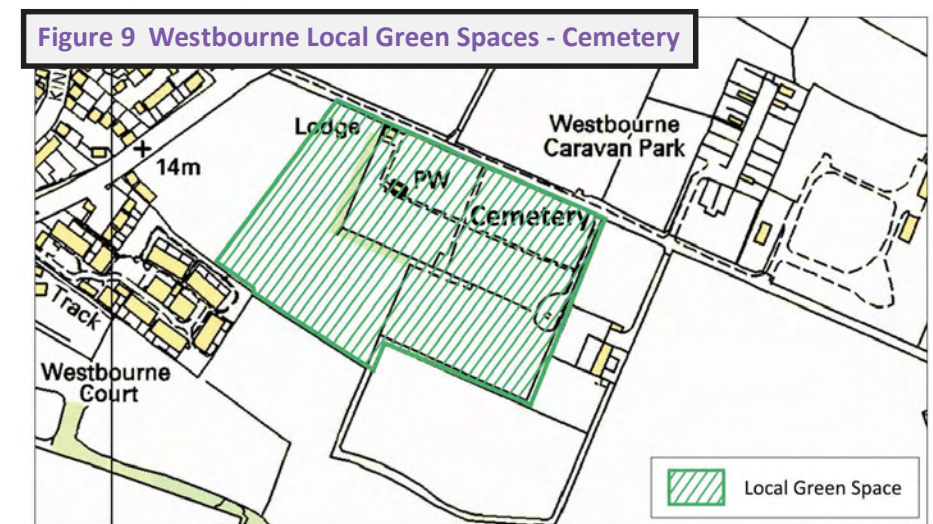 Figure 9 Westbourne Local Green Spaces - Cemetery
Lodge
Westbourne
Caravan Park
14m
PW
Cemetery
Track
Westbourne
Court
Local Green Space